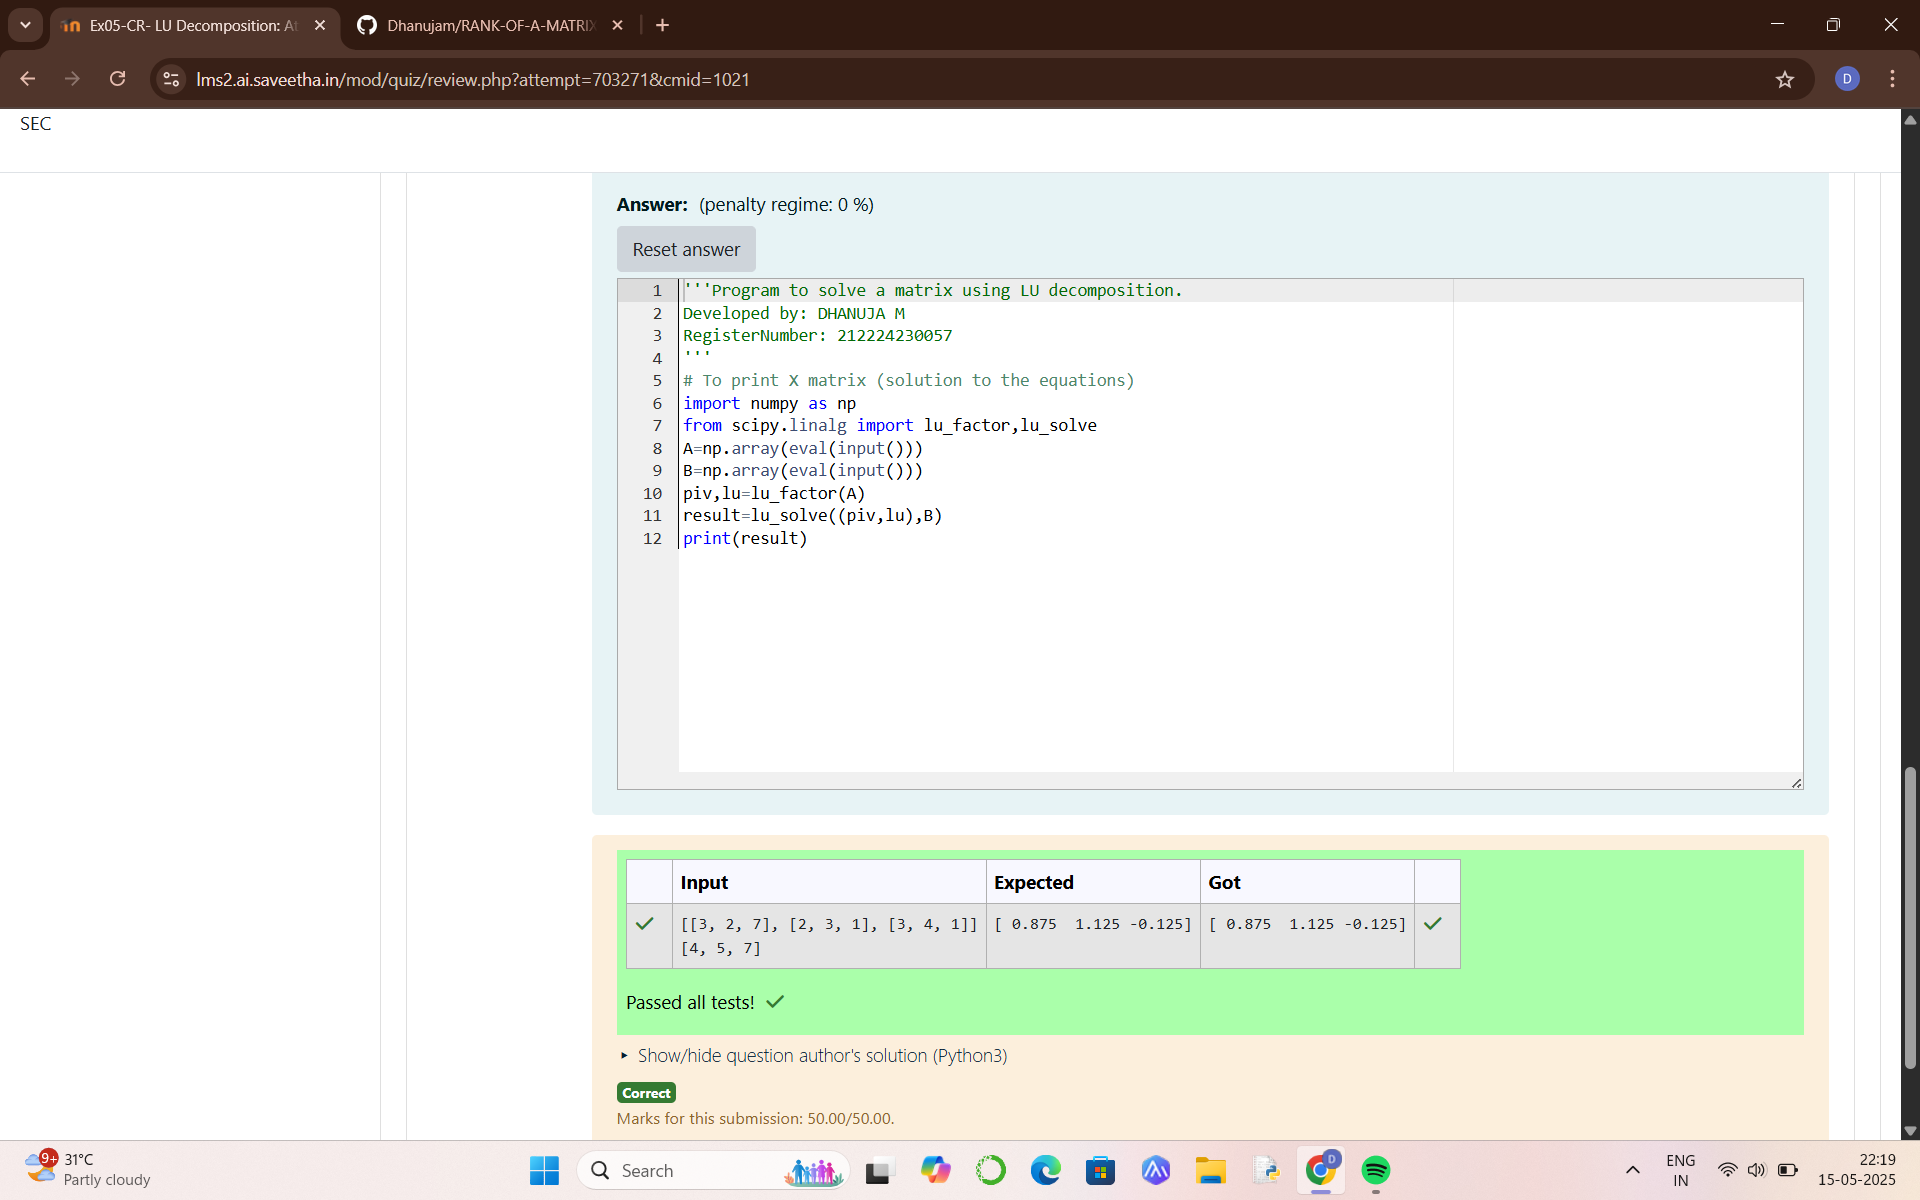 Ex05-CR- LU Decomposition: At
Dhanujam/RANK-OF-A-MATRIX
lms2.ai.saveetha.in/mod/quiz/review.php?attempt=703271&cmid=1021
D
SEC
Answer: (penalty regime: 0 %)
Reset answer
1 '''Program to solve a matrix using LU decomposition.
2 Developed by: DHANUJA M
3 RegisterNumber: 212224230057
4 '''
5 # To print X matrix (solution to the equations)
6 import numpy as np
7 from scipy.linalg import lu_factor,lu_solve
8 A=np.array(eval(input()))
9 B=np.array(eval(input()))
10 piv,lu=lu_factor(A)
11 result=lu_solve((piv,lu),B)
12 print(result)
Input Expected Got
[[3, 2, 7], [2, 3, 1], [3, 4, 1]] [ 0.875  1.125 -0.125] [ 0.875  1.125 -0.125]
[4, 5, 7]
Passed all tests!
Show/hide question author's solution (Python3)
Correct
Marks for this submission: 50.00/50.00.
9+ 31°C
Partly cloudy
Search
D
ENG
IN
22:19
15-05-2025